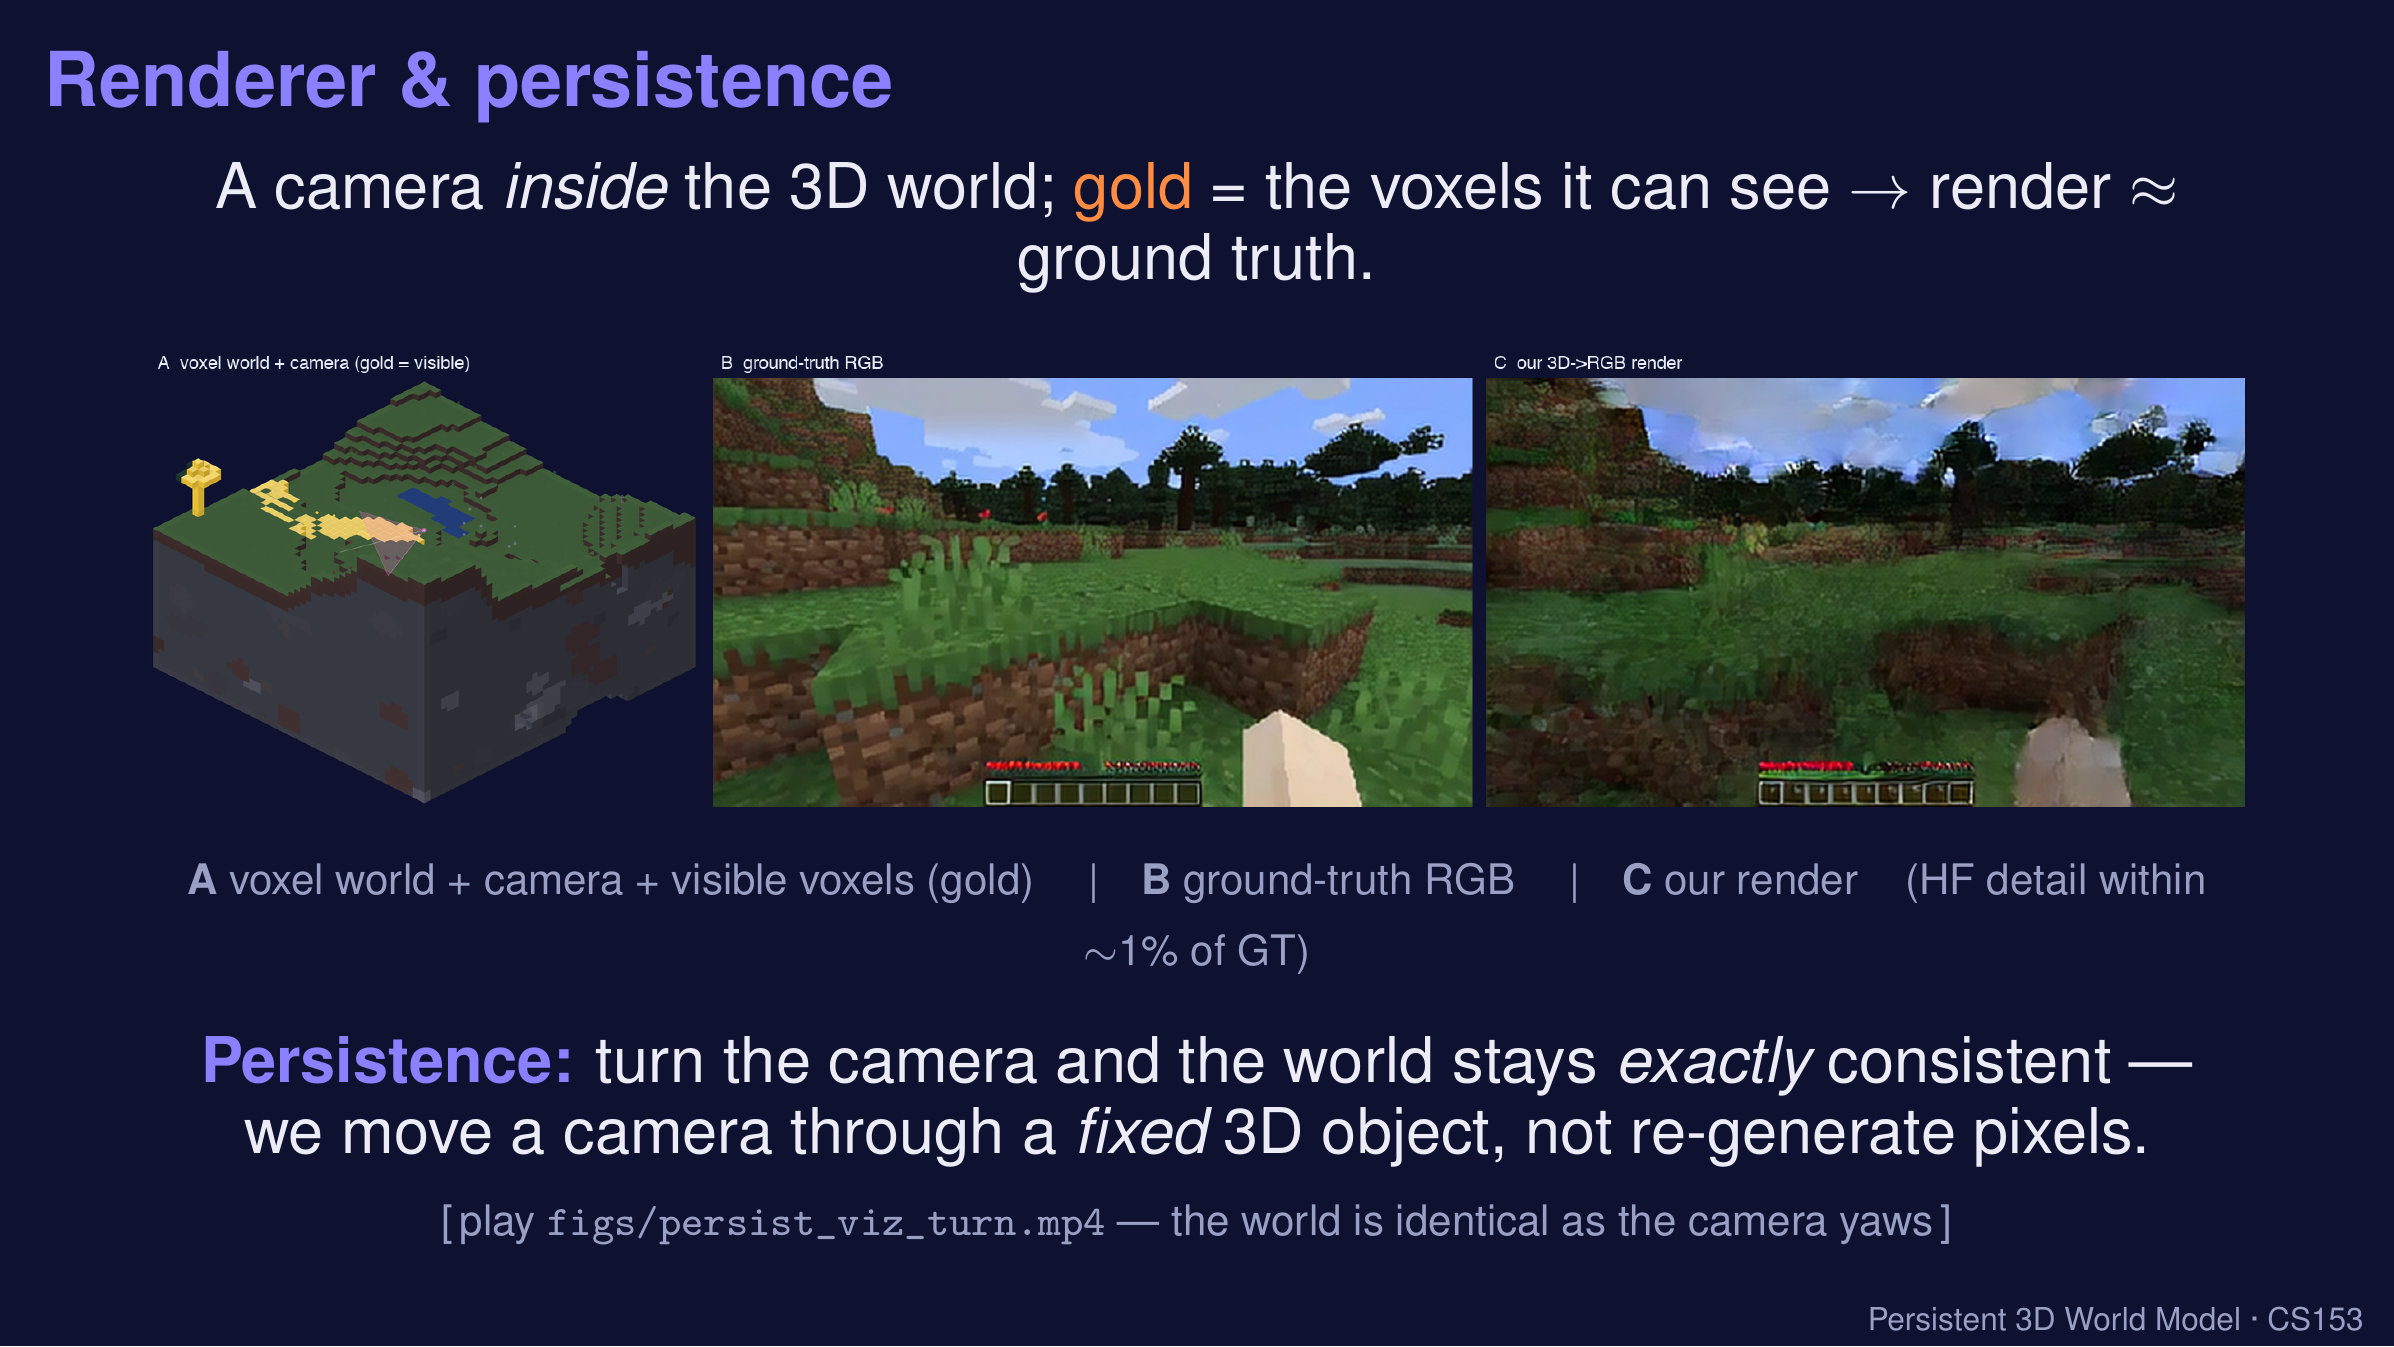 Renderer & persistence
A camera inside the 3D world; gold = the voxels it can see → render ≈
ground truth.
A voxel world + camera (gold = visible)
B ground-truth RGB
C our 3D->RGB render
A voxel world + camera + visible voxels (gold) | B ground-truth RGB | C our render (HF detail within
~1% of GT)
Persistence: turn the camera and the world stays exactly consistent —
we move a camera through a fixed 3D object, not re-generate pixels.
[play figs/persist_viz_turn.mp4 — the world is identical as the camera yaws]
Persistent 3D World Model · CS153